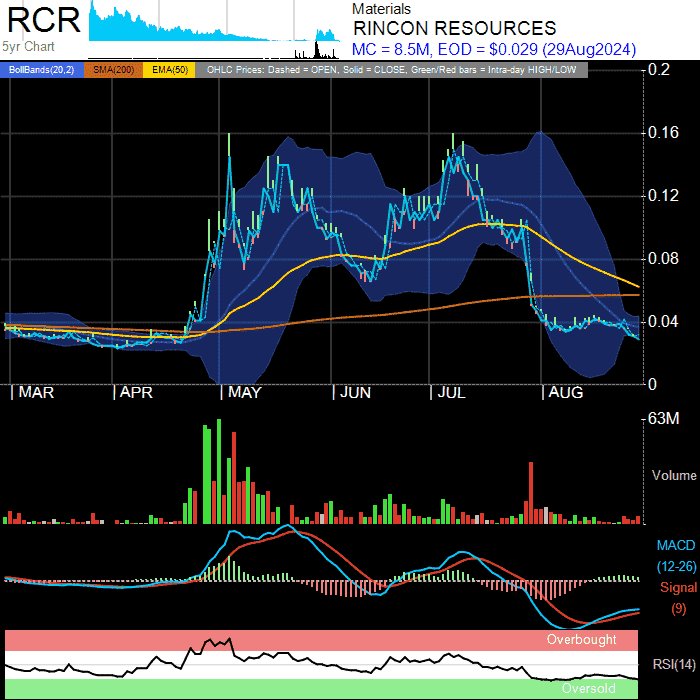 RCR
5yr Chart
Materials
RINCON RESOURCES
MC = 8.5M, EOD = $0.029 (29Aug2024)
BollBands(20,2) SMA(200) EMA(50) OHLC Prices: Dashed = OPEN, Solid = CLOSE, Green/Red bars = Intra-day HIGH/LOW
0.2
0.16
0.12
0.08
0.04
0
MAR APR MAY JUN JUL AUG
63M
Volume
MACD
(12-26)
Signal
(9)
Overbought
RSI(14)
Oversold